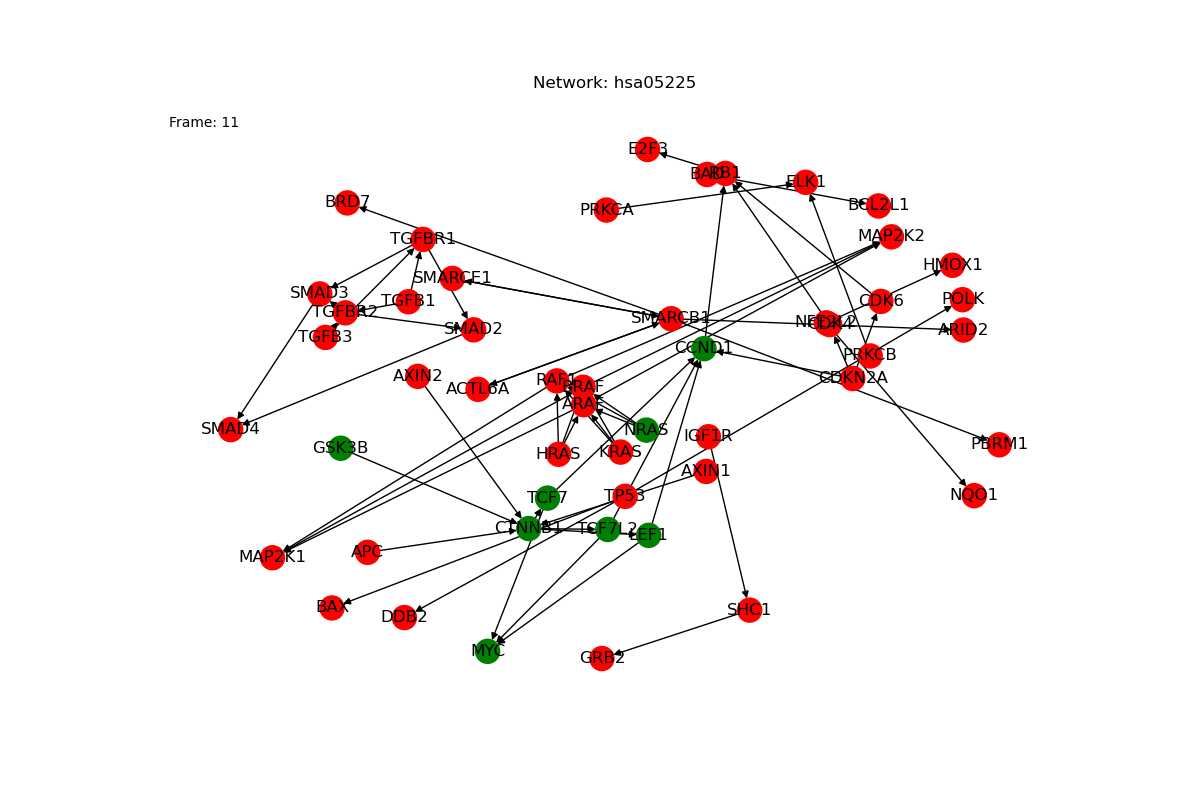 Network: hsa05225
Frame: 11
E2F3
BAD
RB1
ELK1
BRD7
PRKCA
BCL2L1
TGFBR1
MAP2K2
HMOX1
SMARCE1
SMAD3
TGFB1
CDK6
POLK
TGFBR2
SMARCB1
NFE2L2
CDK4
ARID2
TGFB3
SMAD2
CCND1
PRKCB
AXIN2
ACTL6A
RAF1
BRAF
CDKN2A
ARAF
SMAD4
NRAS
IGF1R
PBRM1
GSK3B
HRAS
KRAS
AXIN1
TCF7
TP53
NQO1
CTNNB1
TCF7L2
LEF1
MAP2K1
APC
BAX
DDB2
SHC1
MYC
GRB2